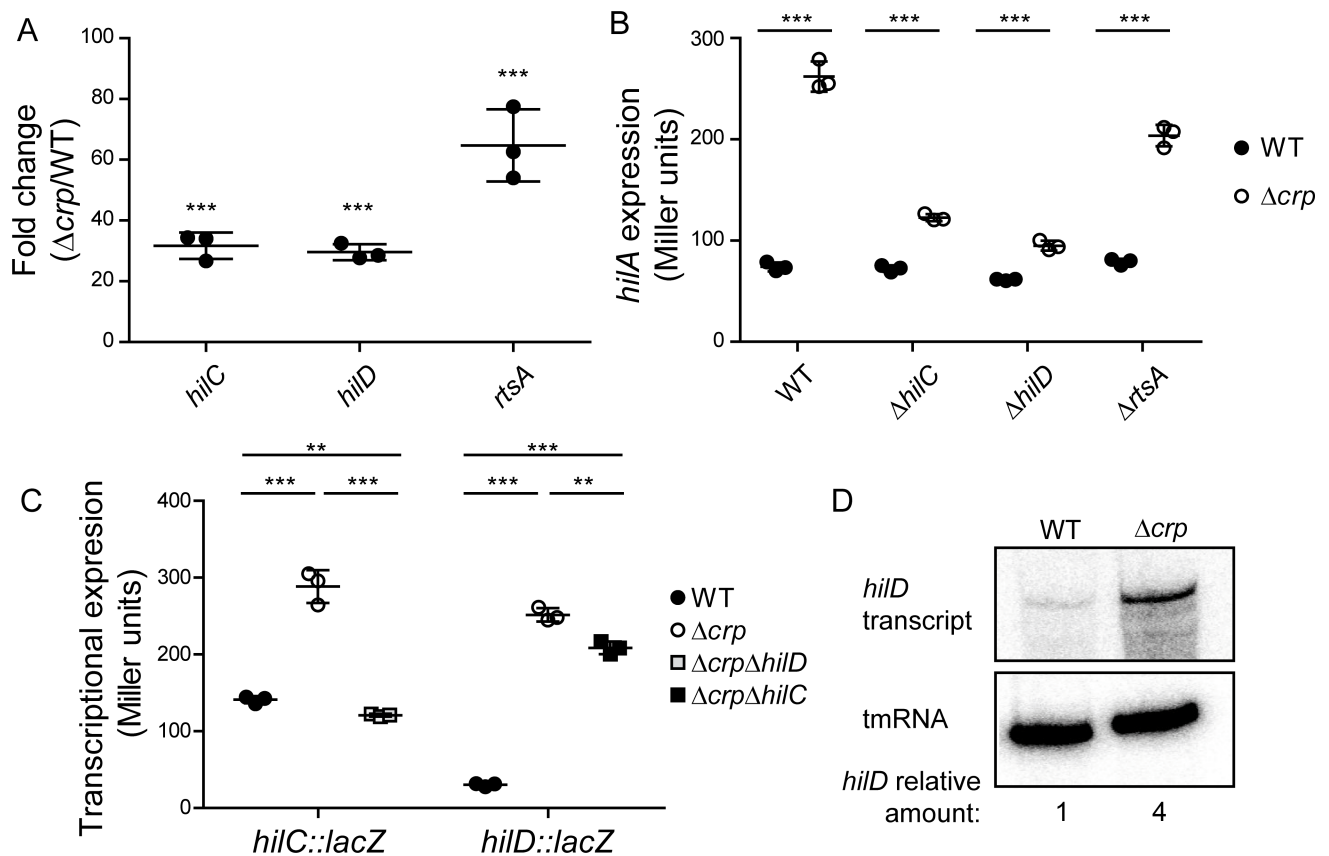 A
Fold change
(Δcrp/WT)
100
80
60
40
20
0
***
***
***
hilC
hilD
rtsA
B
hilA expression
(Miller units)
300
200
100
0
***
***
***
***
WT
ΔhilC
ΔhilD
ΔrtsA
WT
Δcrp
C
Transcriptional expresion
(Miller units)
400
300
200
100
0
**
***
***
***
***
**
hilC::lacZ
hilD::lacZ
WT
Δcrp
ΔcrpΔhilD
ΔcrpΔhilC
D
WT Δcrp
hilD
transcript
tmRNA
hilD relative
amount: 1 4